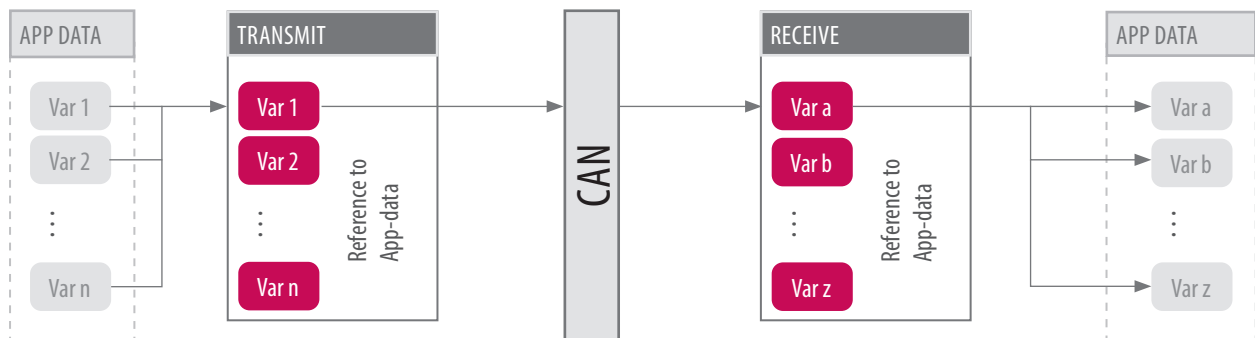 APP DATA
Var 1
Var 2
...
Var n
TRANSMIT
Var 1
Var 2
...
Var n
Reference to
App-data
CAN
RECEIVE
Var a
Var b
...
Var z
Reference to
App-data
APP DATA
Var a
Var b
...
Var z